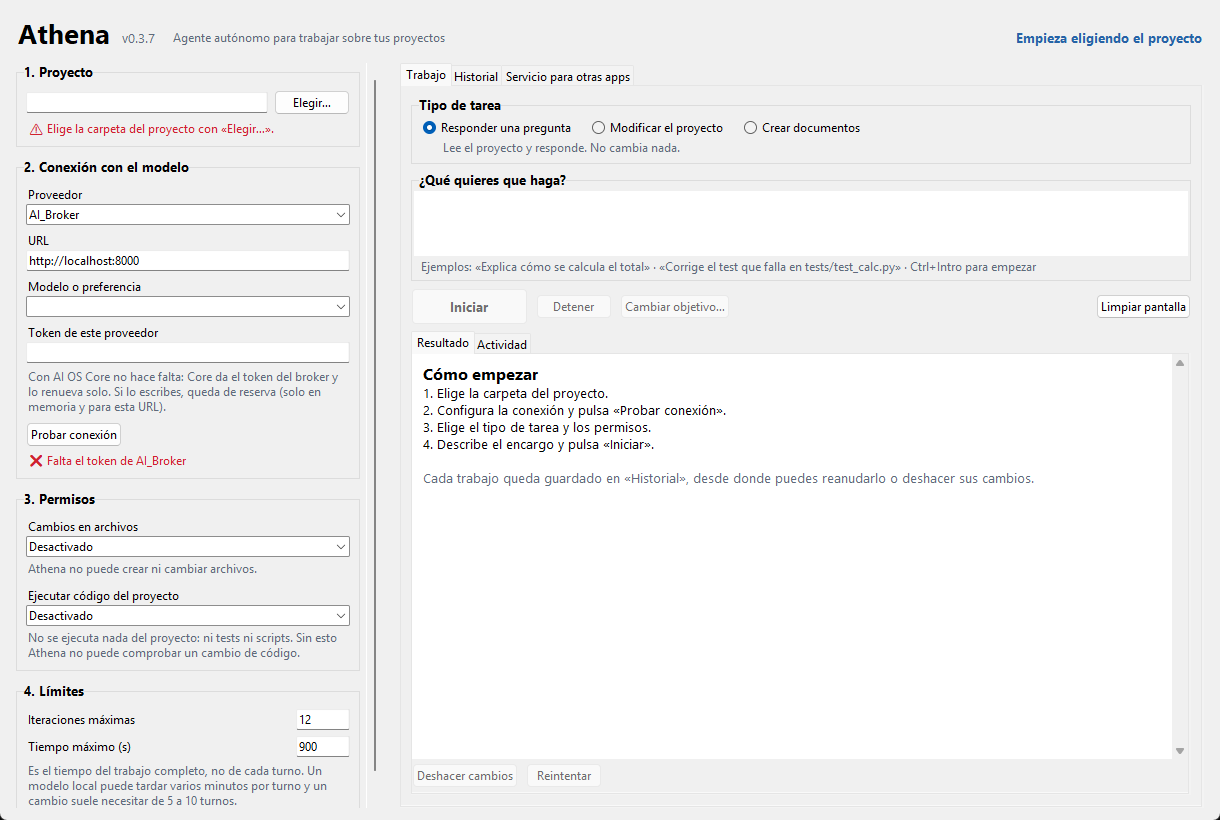 Athena v0.3.7 Agente autónomo para trabajar sobre tus proyectos
Empieza eligiendo el proyecto
1. Proyecto
Elegir...
⚠ Elige la carpeta del proyecto con «Elegir...».
2. Conexión con el modelo
Proveedor
AI_Broker
URL
http://localhost:8000
Modelo o preferencia
Token de este proveedor
Con AI OS Core no hace falta: Core da el token del broker y
lo renueva solo. Si lo escribes, queda de reserva (solo en
memoria y para esta URL).
Probar conexión
❌ Falta el token de AI_Broker
3. Permisos
Cambios en archivos
Desactivado
Athena no puede crear ni cambiar archivos.
Ejecutar código del proyecto
Desactivado
No se ejecuta nada del proyecto: ni tests ni scripts. Sin esto
Athena no puede comprobar un cambio de código.
4. Límites
Iteraciones máximas 12
Tiempo máximo (s) 900
Es el tiempo del trabajo completo, no de cada turno. Un
modelo local puede tardar varios minutos por turno y un
cambio suele necesitar de 5 a 10 turnos.
Trabajo Historial Servicio para otras apps
Tipo de tarea
Responder una pregunta Modificar el proyecto Crear documentos
Lee el proyecto y responde. No cambia nada.
¿Qué quieres que haga?
Ejemplos: «Explica cómo se calcula el total» · «Corrige el test que falla en tests/test_calc.py» · Ctrl+Intro para empezar
Iniciar Detener Cambiar objetivo... Limpiar pantalla
Resultado Actividad
Cómo empezar
1. Elige la carpeta del proyecto.
2. Configura la conexión y pulsa «Probar conexión».
3. Elige el tipo de tarea y los permisos.
4. Describe el encargo y pulsa «Iniciar».
Cada trabajo queda guardado en «Historial», desde donde puedes reanudarlo o deshacer sus cambios.
Deshacer cambios Reintentar